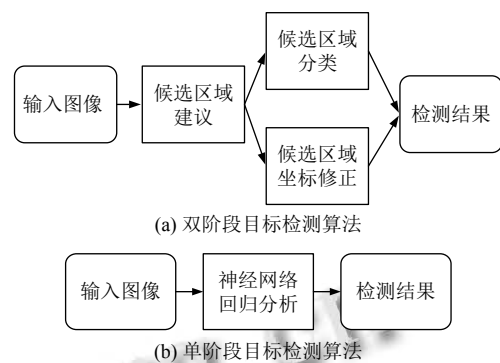 候选区域
分类
输入图像
候选区域
建议
检测结果
候选区域
坐标修正
(a) 双阶段目标检测算法
输入图像
神经网络
回归分析
检测结果
(b) 单阶段目标检测算法